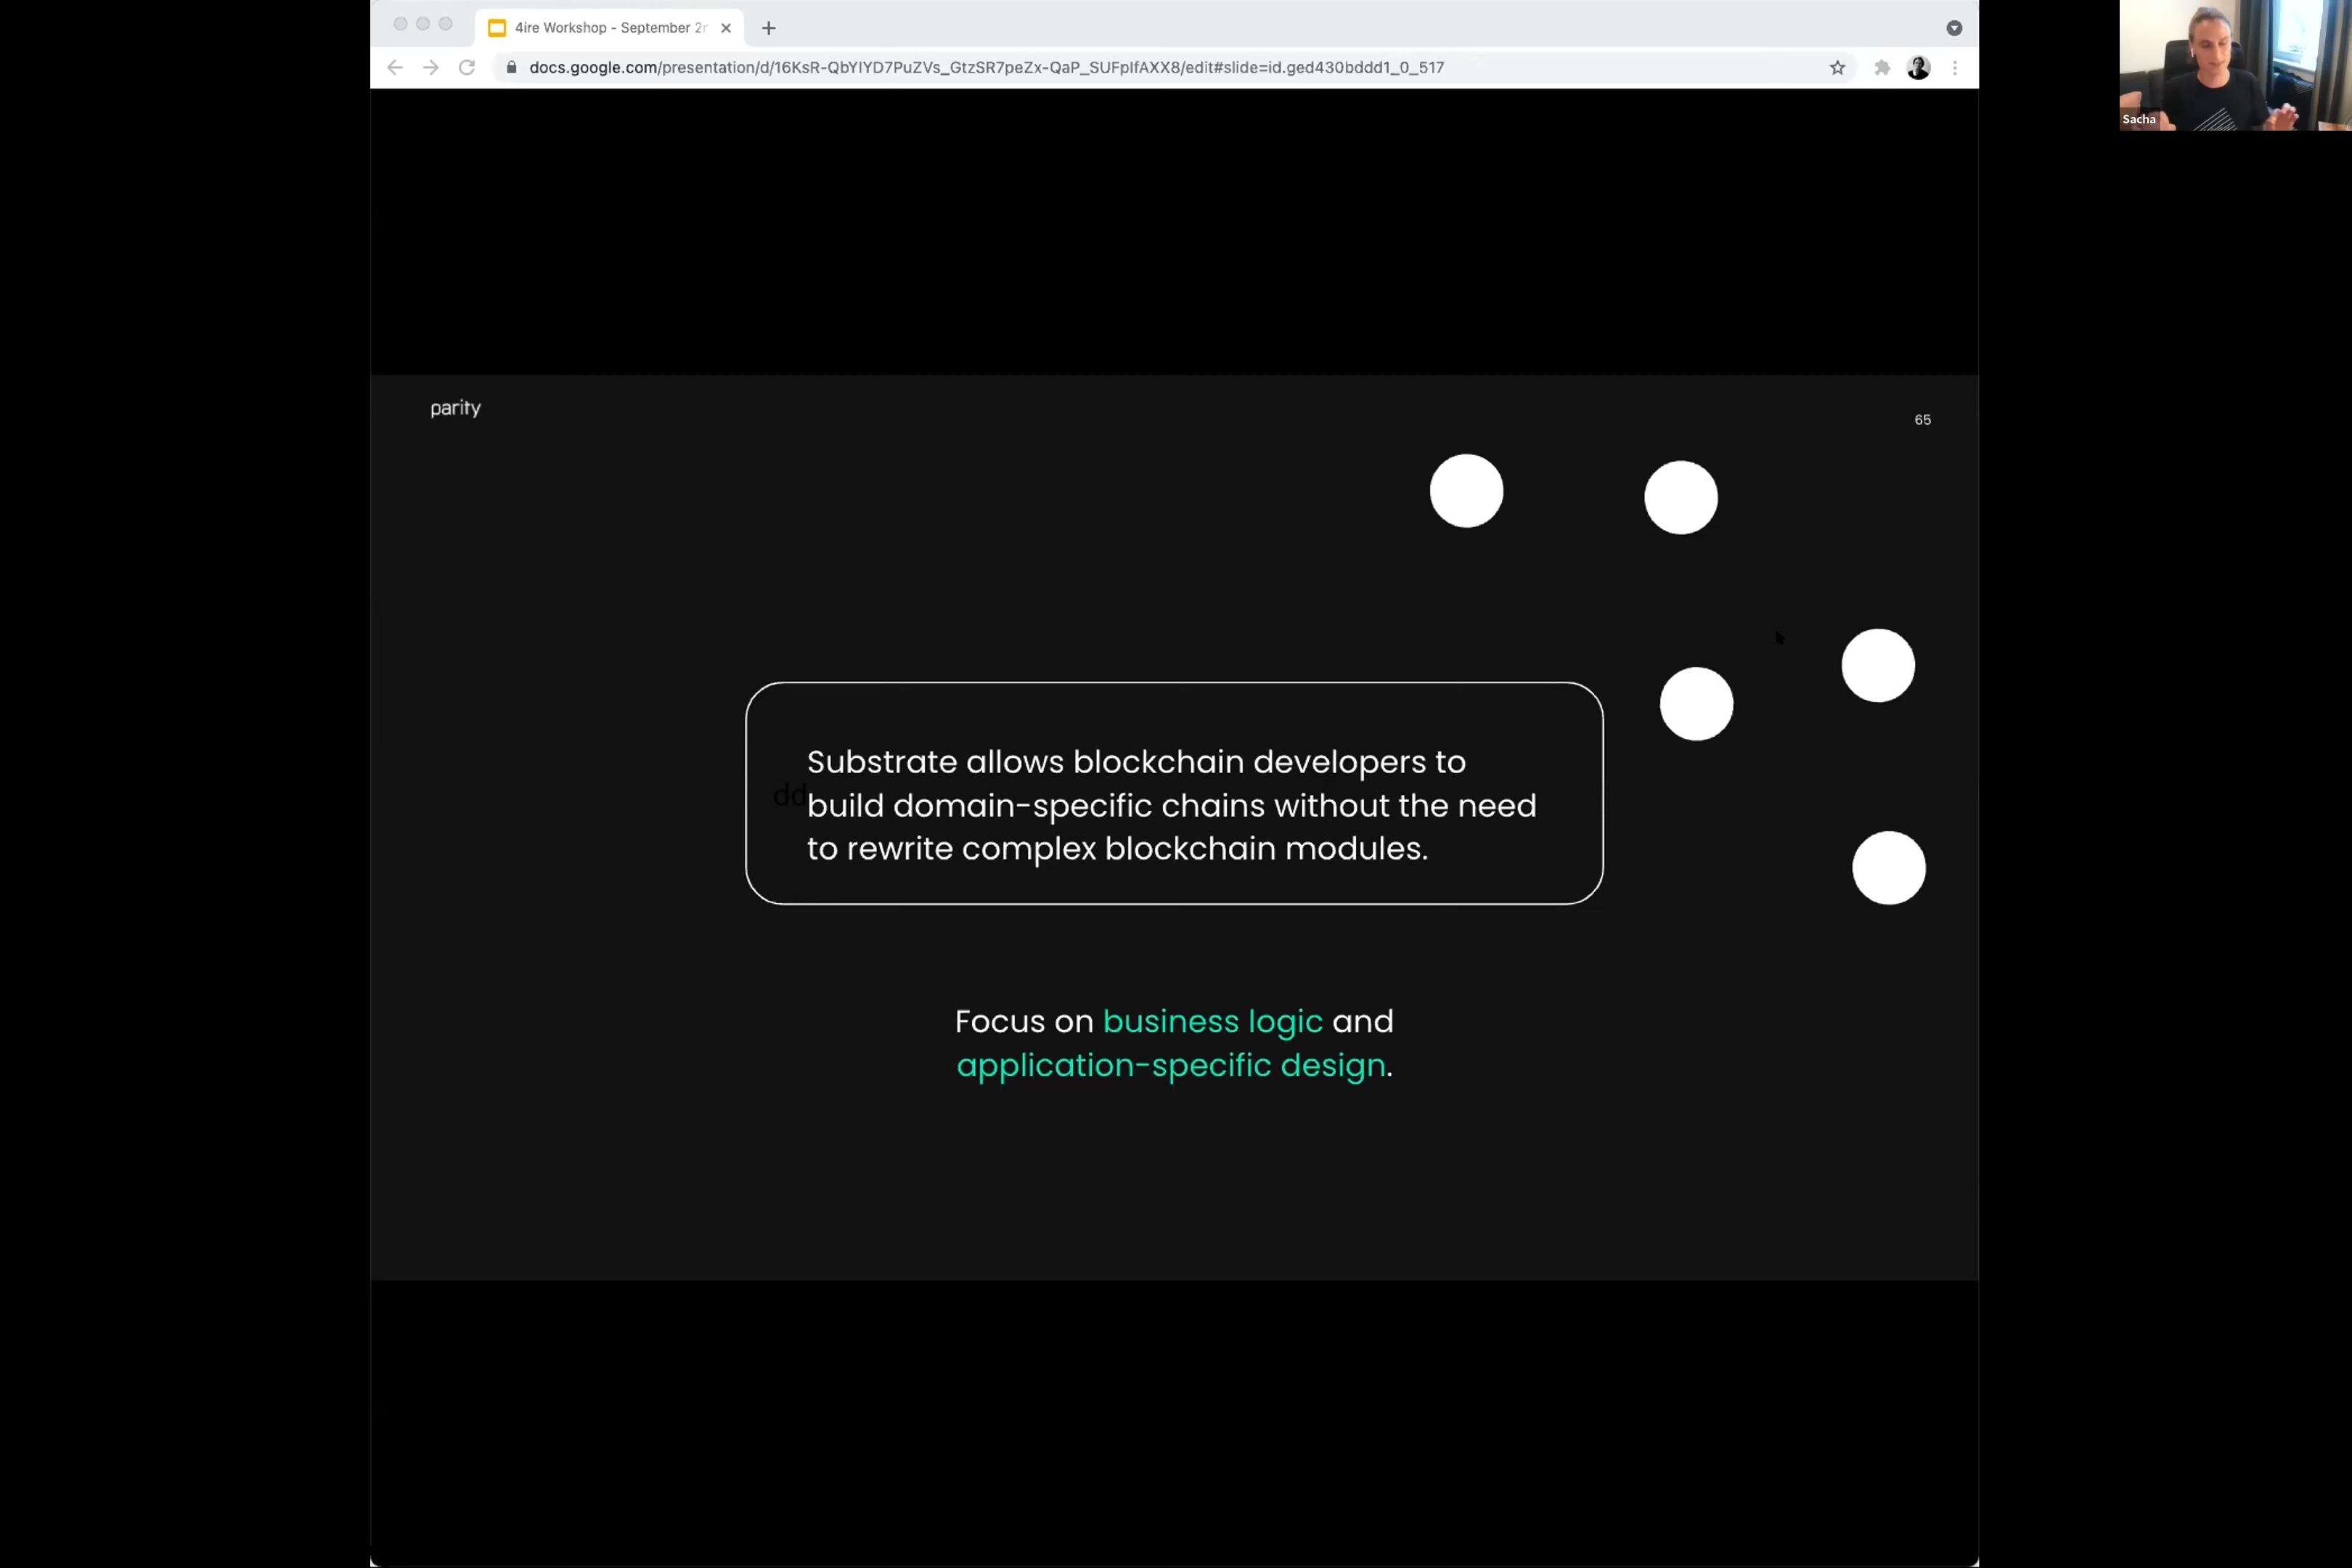 4ire Workshop - September 2r
docs.google.com/presentation/d/16KsR-QbYIYD7PuZVs_GtzSR7peZx-QaP_SUFpIfAXX8/edit#slide=id.ged430bddd1_0_517
Sacha
parity
65
Substrate allows blockchain developers to
dd
build domain-specific chains without the need
to rewrite complex blockchain modules.
Focus on business logic and
application-specific design.